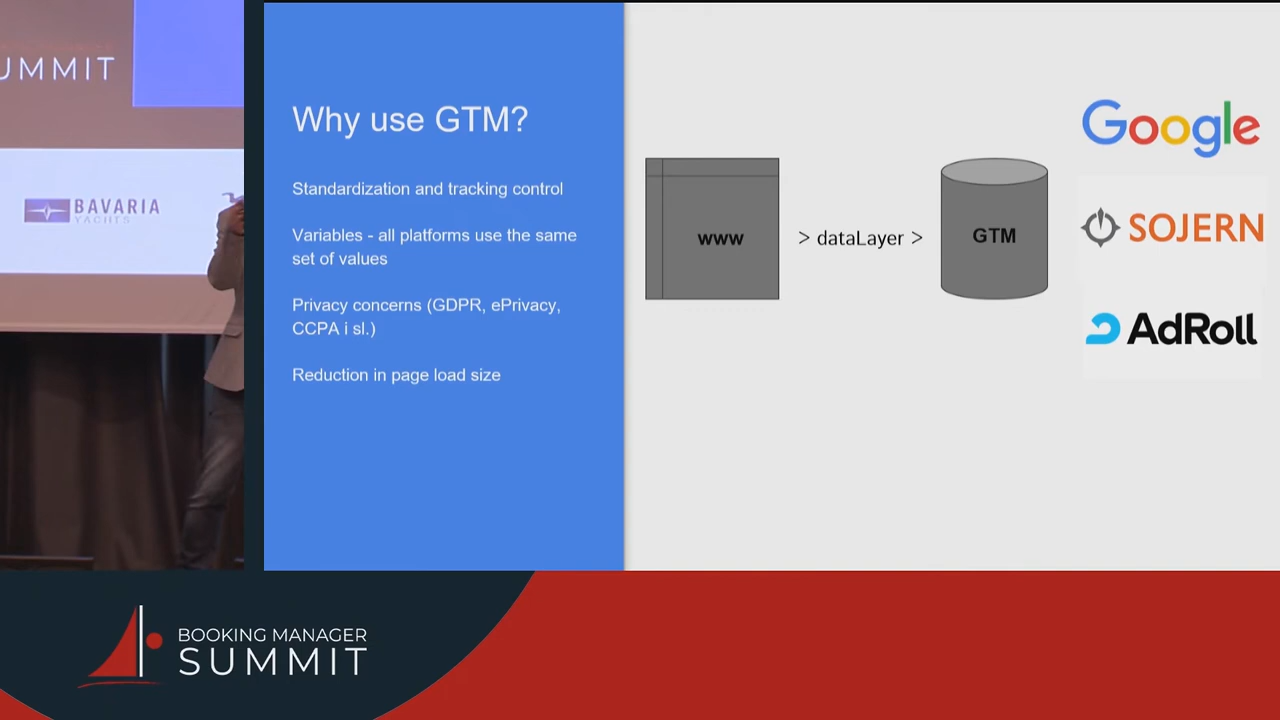 UMMIT
BAVARIA
YACHTS
Why use GTM?
Standardization and tracking control
Variables - all platforms use the same
set of values
Privacy concerns (GDPR, ePrivacy,
CCPA i sl.)
Reduction in page load size
www
> dataLayer >
GTM
Google
SOJERN
AdRoll
BOOKING MANAGER
SUMMIT